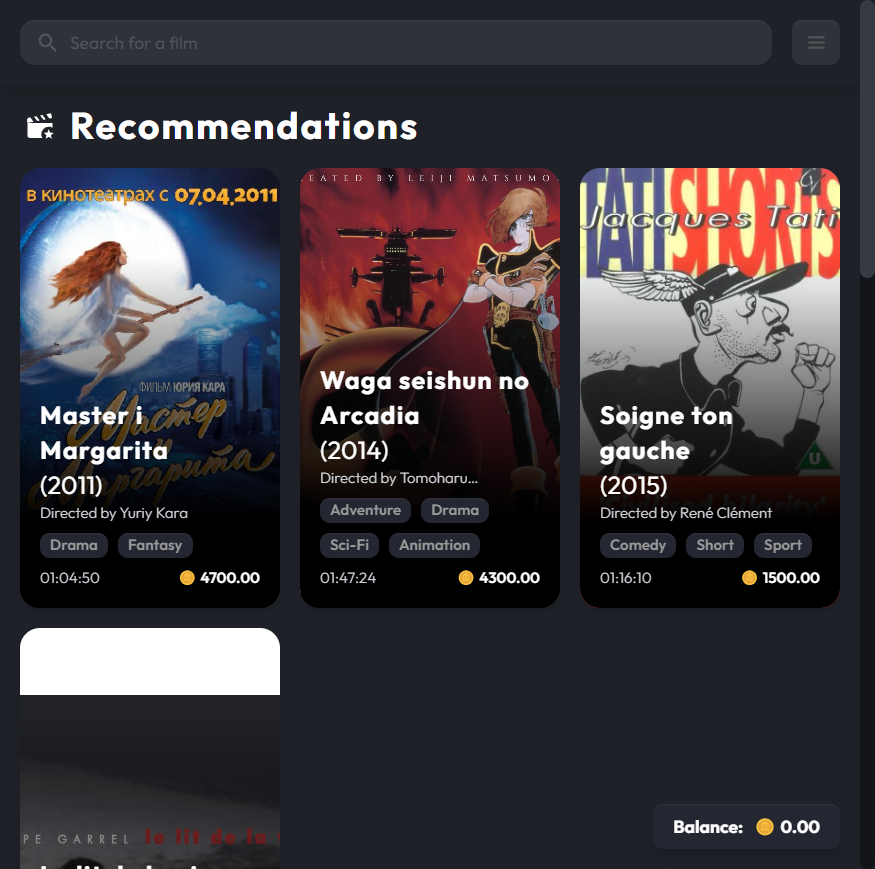 Search for a film
Recommendations
в кинотеатрах с 07.04.2011
ФИЛЬМ ЮРИЯ КАРА
Мастер
и
Маргарита
Master i
Margarita
(2011)
Directed by Yuriy Kara
Drama Fantasy
01:04:50 4700.00
EATED BY LEIJI MATSUMO
Waga seishun no
Arcadia
(2014)
Directed by Tomoharu...
Adventure Drama
Sci-Fi Animation
01:47:24 4300.00
TATI SHORTS
Jacques Tati
U
hilarity'
Soigne ton
gauche
(2015)
Directed by René Clément
Comedy Short Sport
01:16:10 1500.00
PE GARREL le lit de la
Balance: 0.00